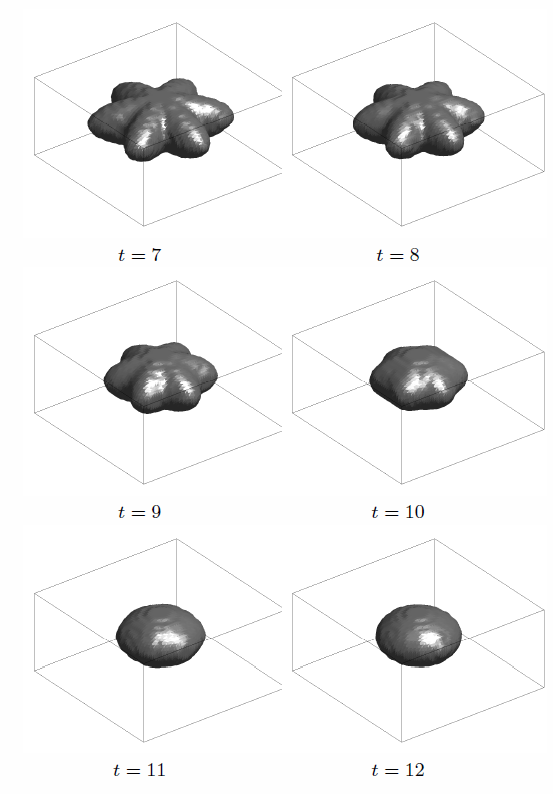 t = 7
t = 8
t = 9
t = 10
t = 11
t = 12